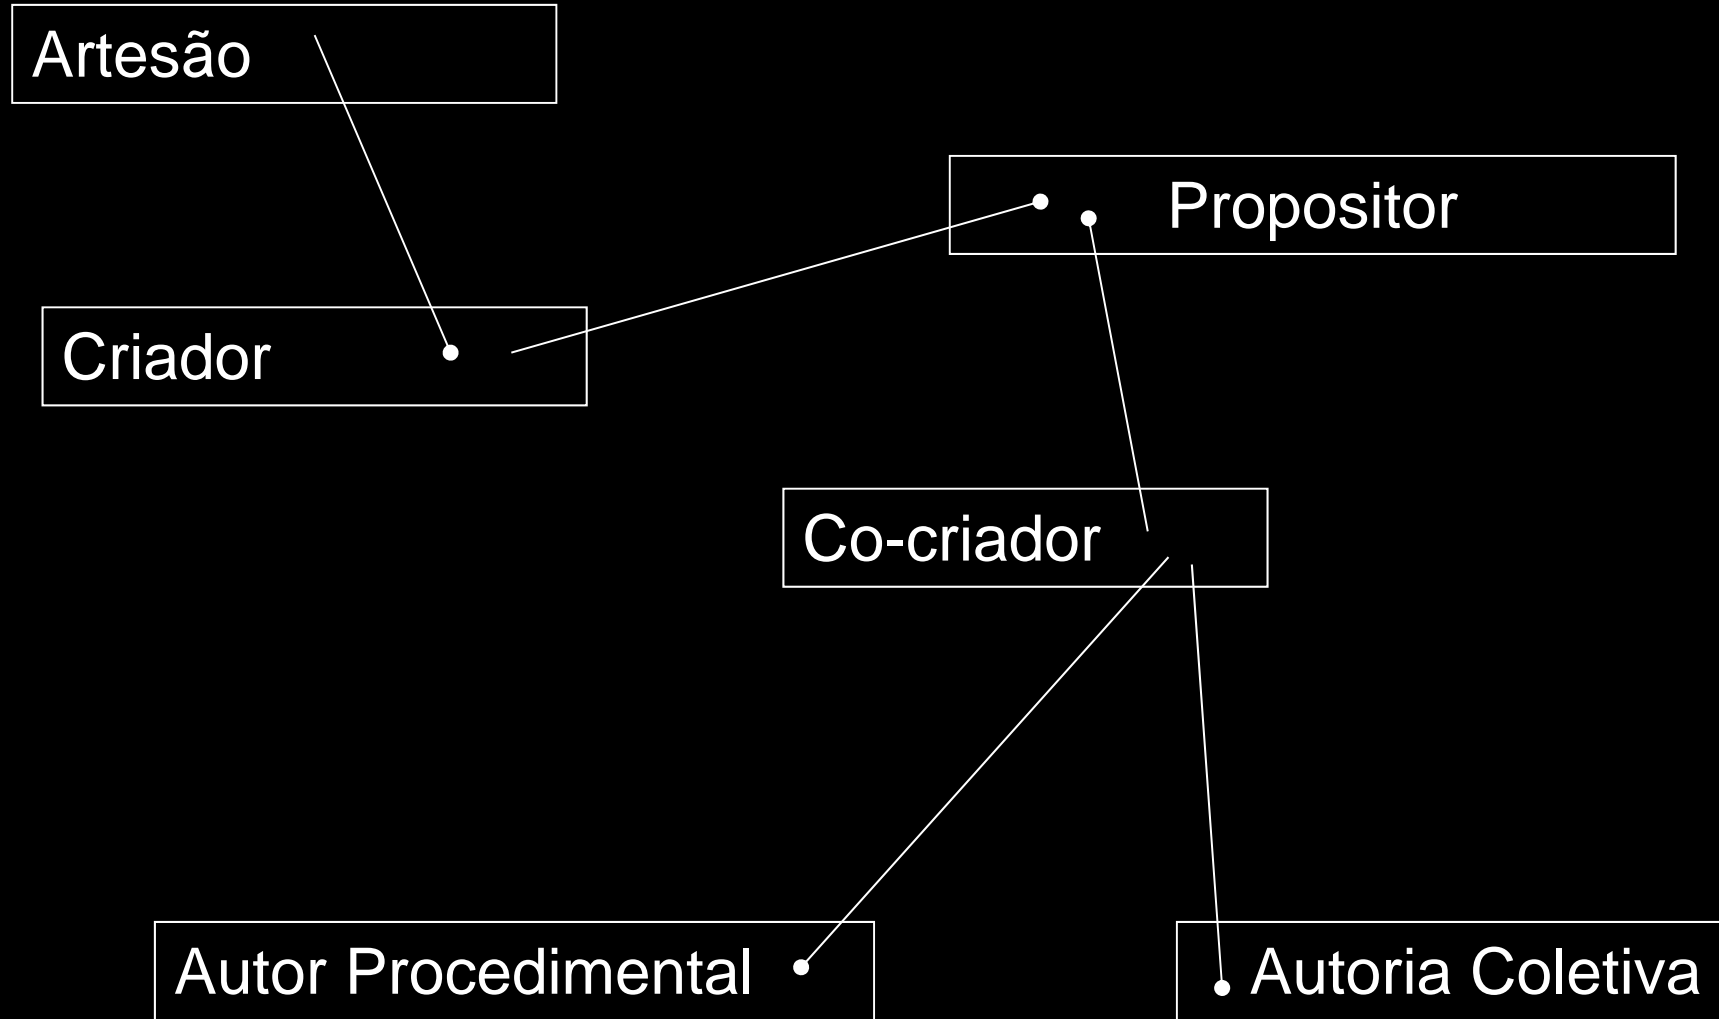 Artesão
Propositor
Criador
Co-criador
Autor Procedimental
Autoria Coletiva